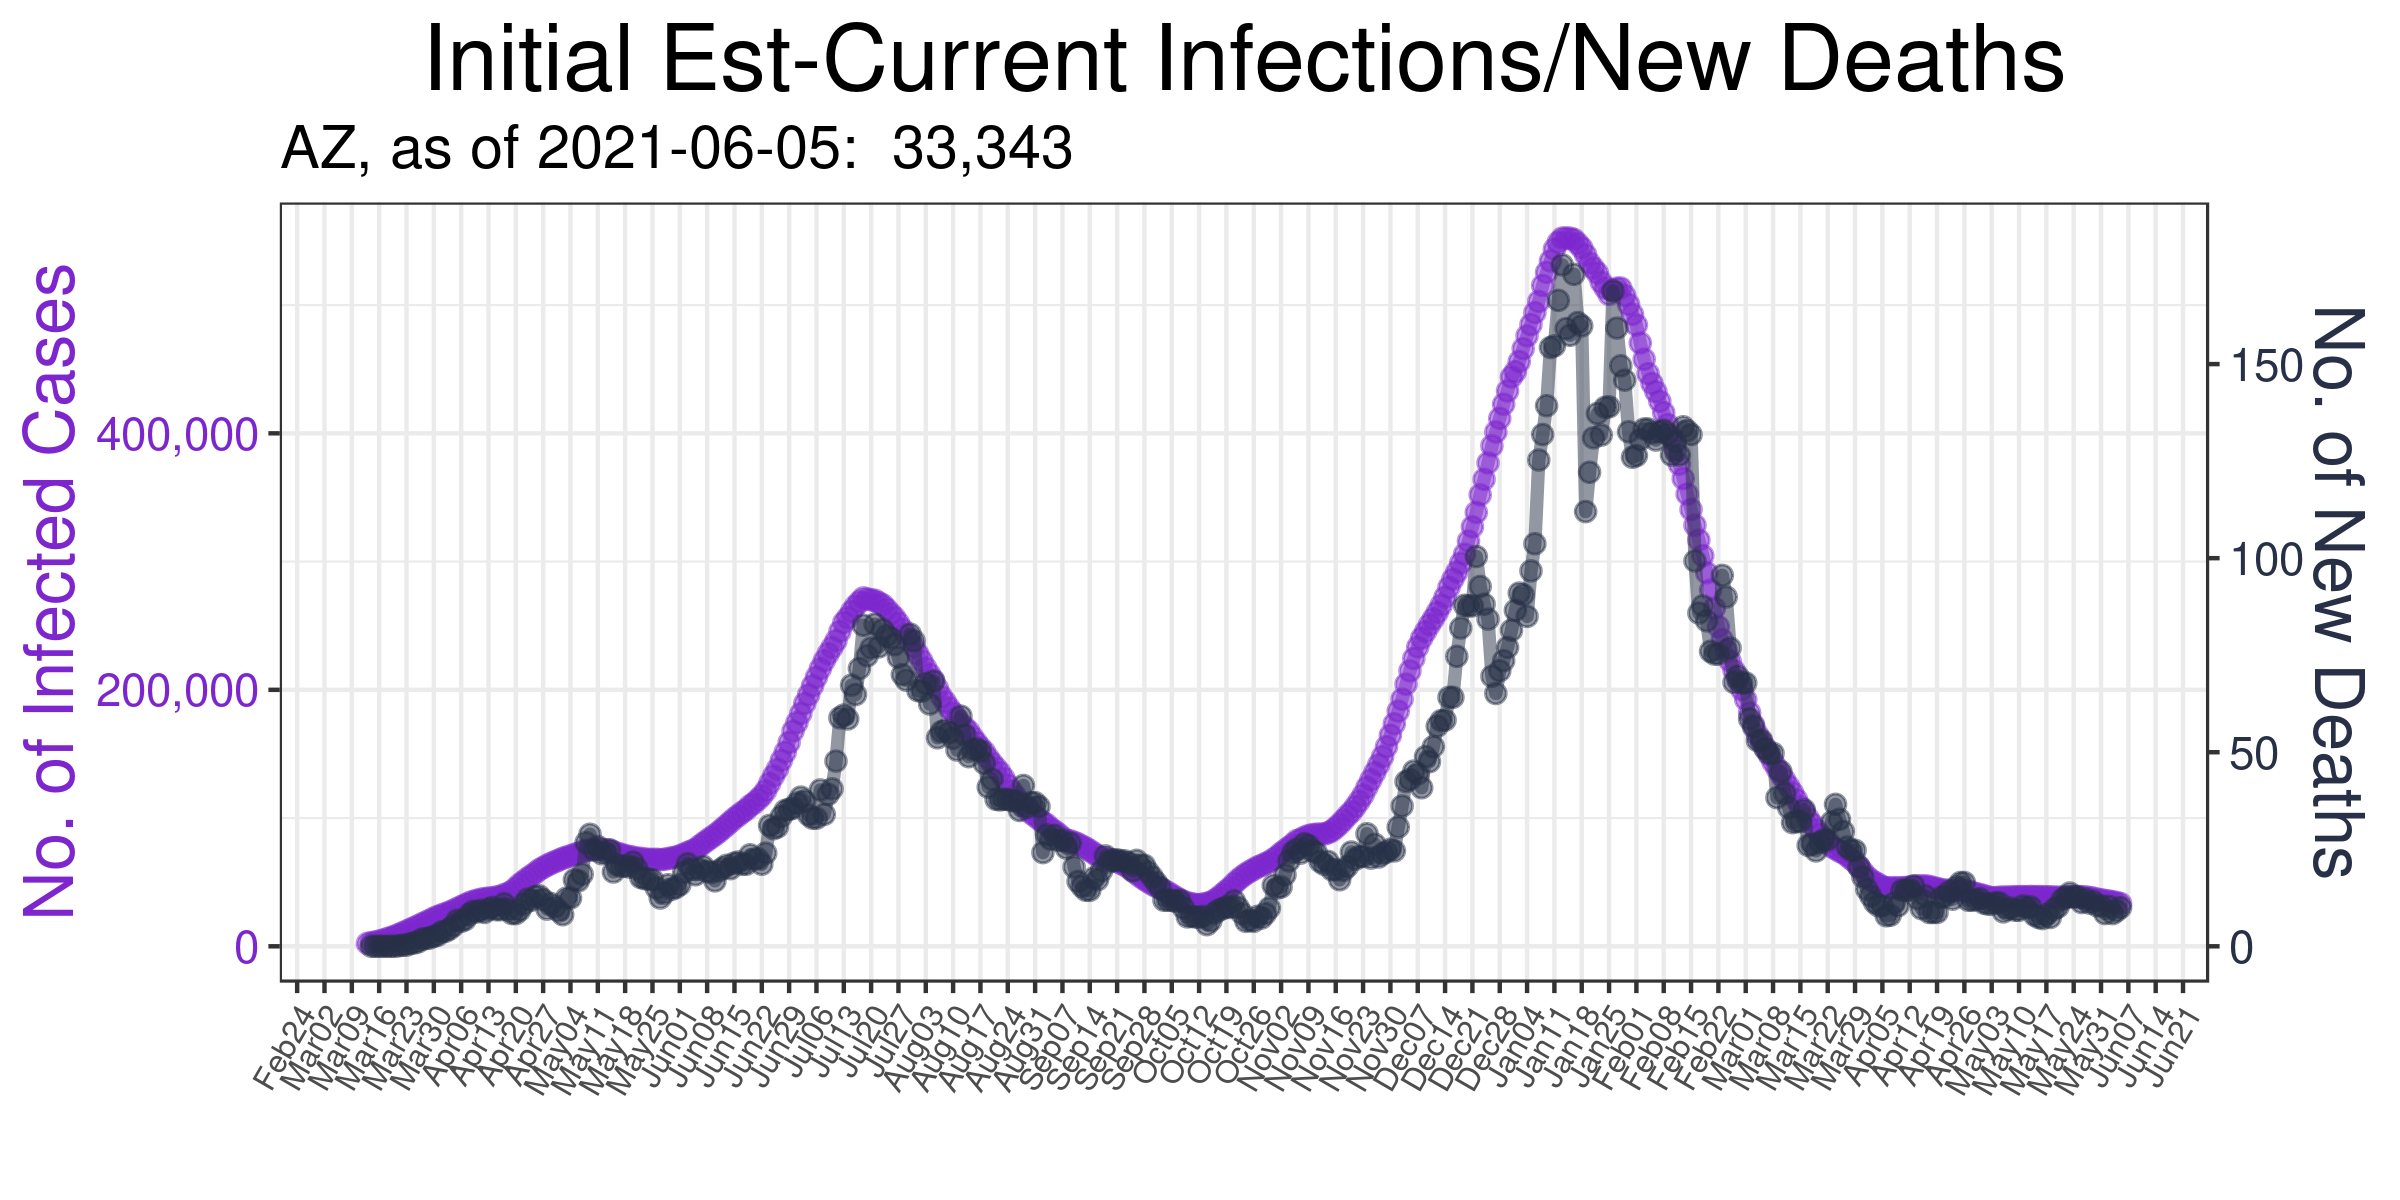 Initial Est-Current Infections/New Deaths
AZ, as of 2021-06-05: 33,343
No. of Infected Cases
400,000
200,000
0
No. of New Deaths
150
100
50
0
Feb24
Mar02
Mar09
Mar16
Mar23
Mar30
Apr06
Apr13
Apr20
Apr27
May04
May11
May18
May25
Jun01
Jun08
Jun15
Jun22
Jun29
Jul06
Jul13
Jul20
Jul27
Aug03
Aug10
Aug17
Aug24
Aug31
Sep07
Sep14
Sep21
Sep28
Oct05
Oct12
Oct19
Oct26
Nov02
Nov09
Nov16
Nov23
Nov30
Dec07
Dec14
Dec21
Dec28
Jan04
Jan11
Jan18
Jan25
Feb01
Feb08
Feb15
Feb22
Mar01
Mar08
Mar15
Mar22
Mar29
Apr05
Apr12
Apr19
Apr26
May03
May10
May17
May24
May31
Jun07
Jun14
Jun21